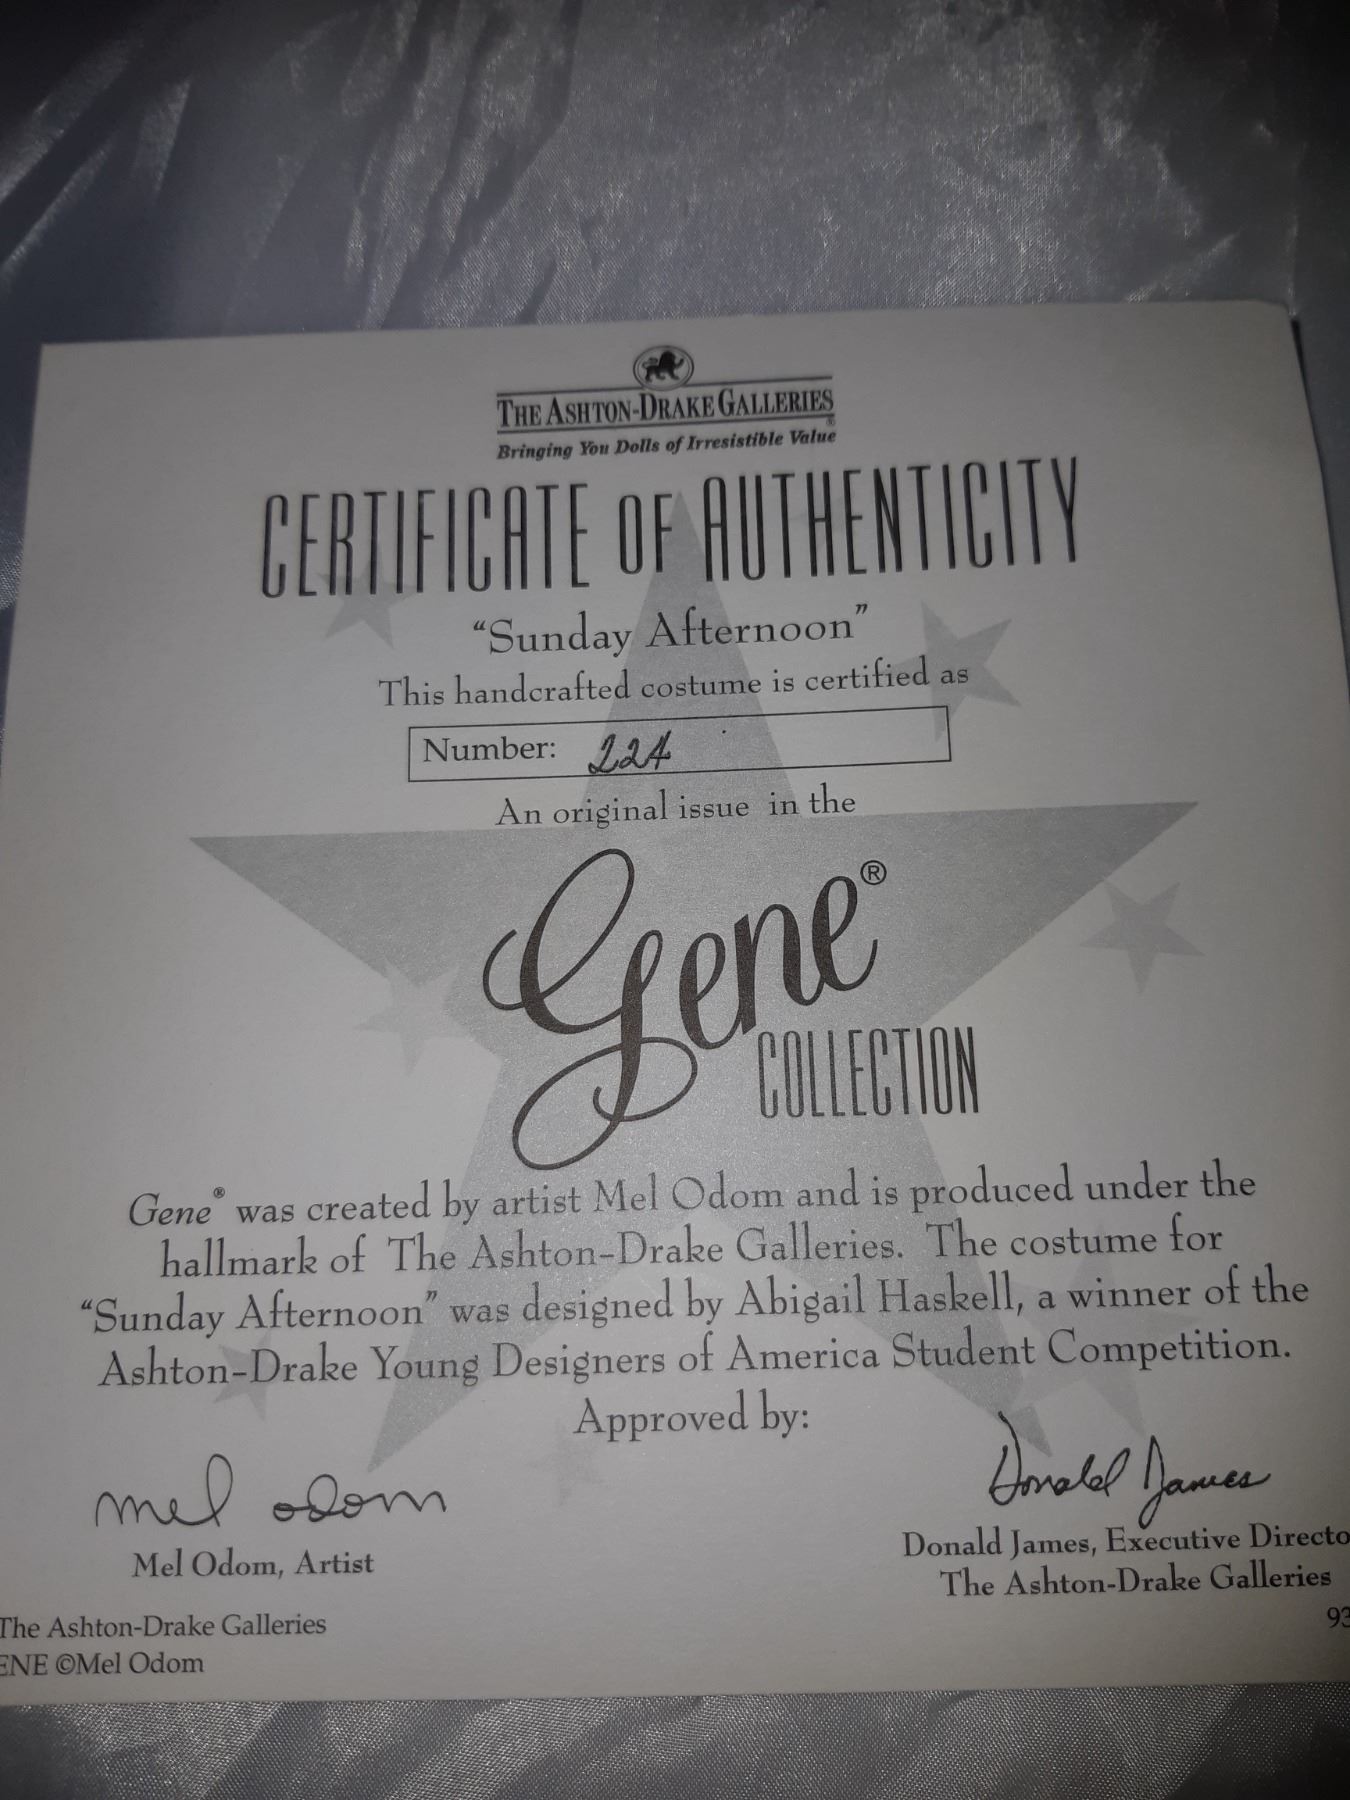 THE ASHTON-DRAKE GALLERIES®
Bringing You Dolls of Irresistible Value
CERTIFICATE OF AUTHENTICITY
“Sunday Afternoon”
This handcrafted costume is certified as
Number:
An original issue in the
Gene®
COLLECTION
Gene® was created by artist Mel Odom and is produced under the
hallmark of The Ashton-Drake Galleries. The costume for
“Sunday Afternoon” was designed by Abigail Haskell, a winner of the
Ashton-Drake Young Designers of America Student Competition.
Approved by:
mel odom
Donald James
Mel Odom, Artist
Donald James, Executive Directo
The Ashton-Drake Galleries
The Ashton-Drake Galleries
ENE ©Mel Odom
93